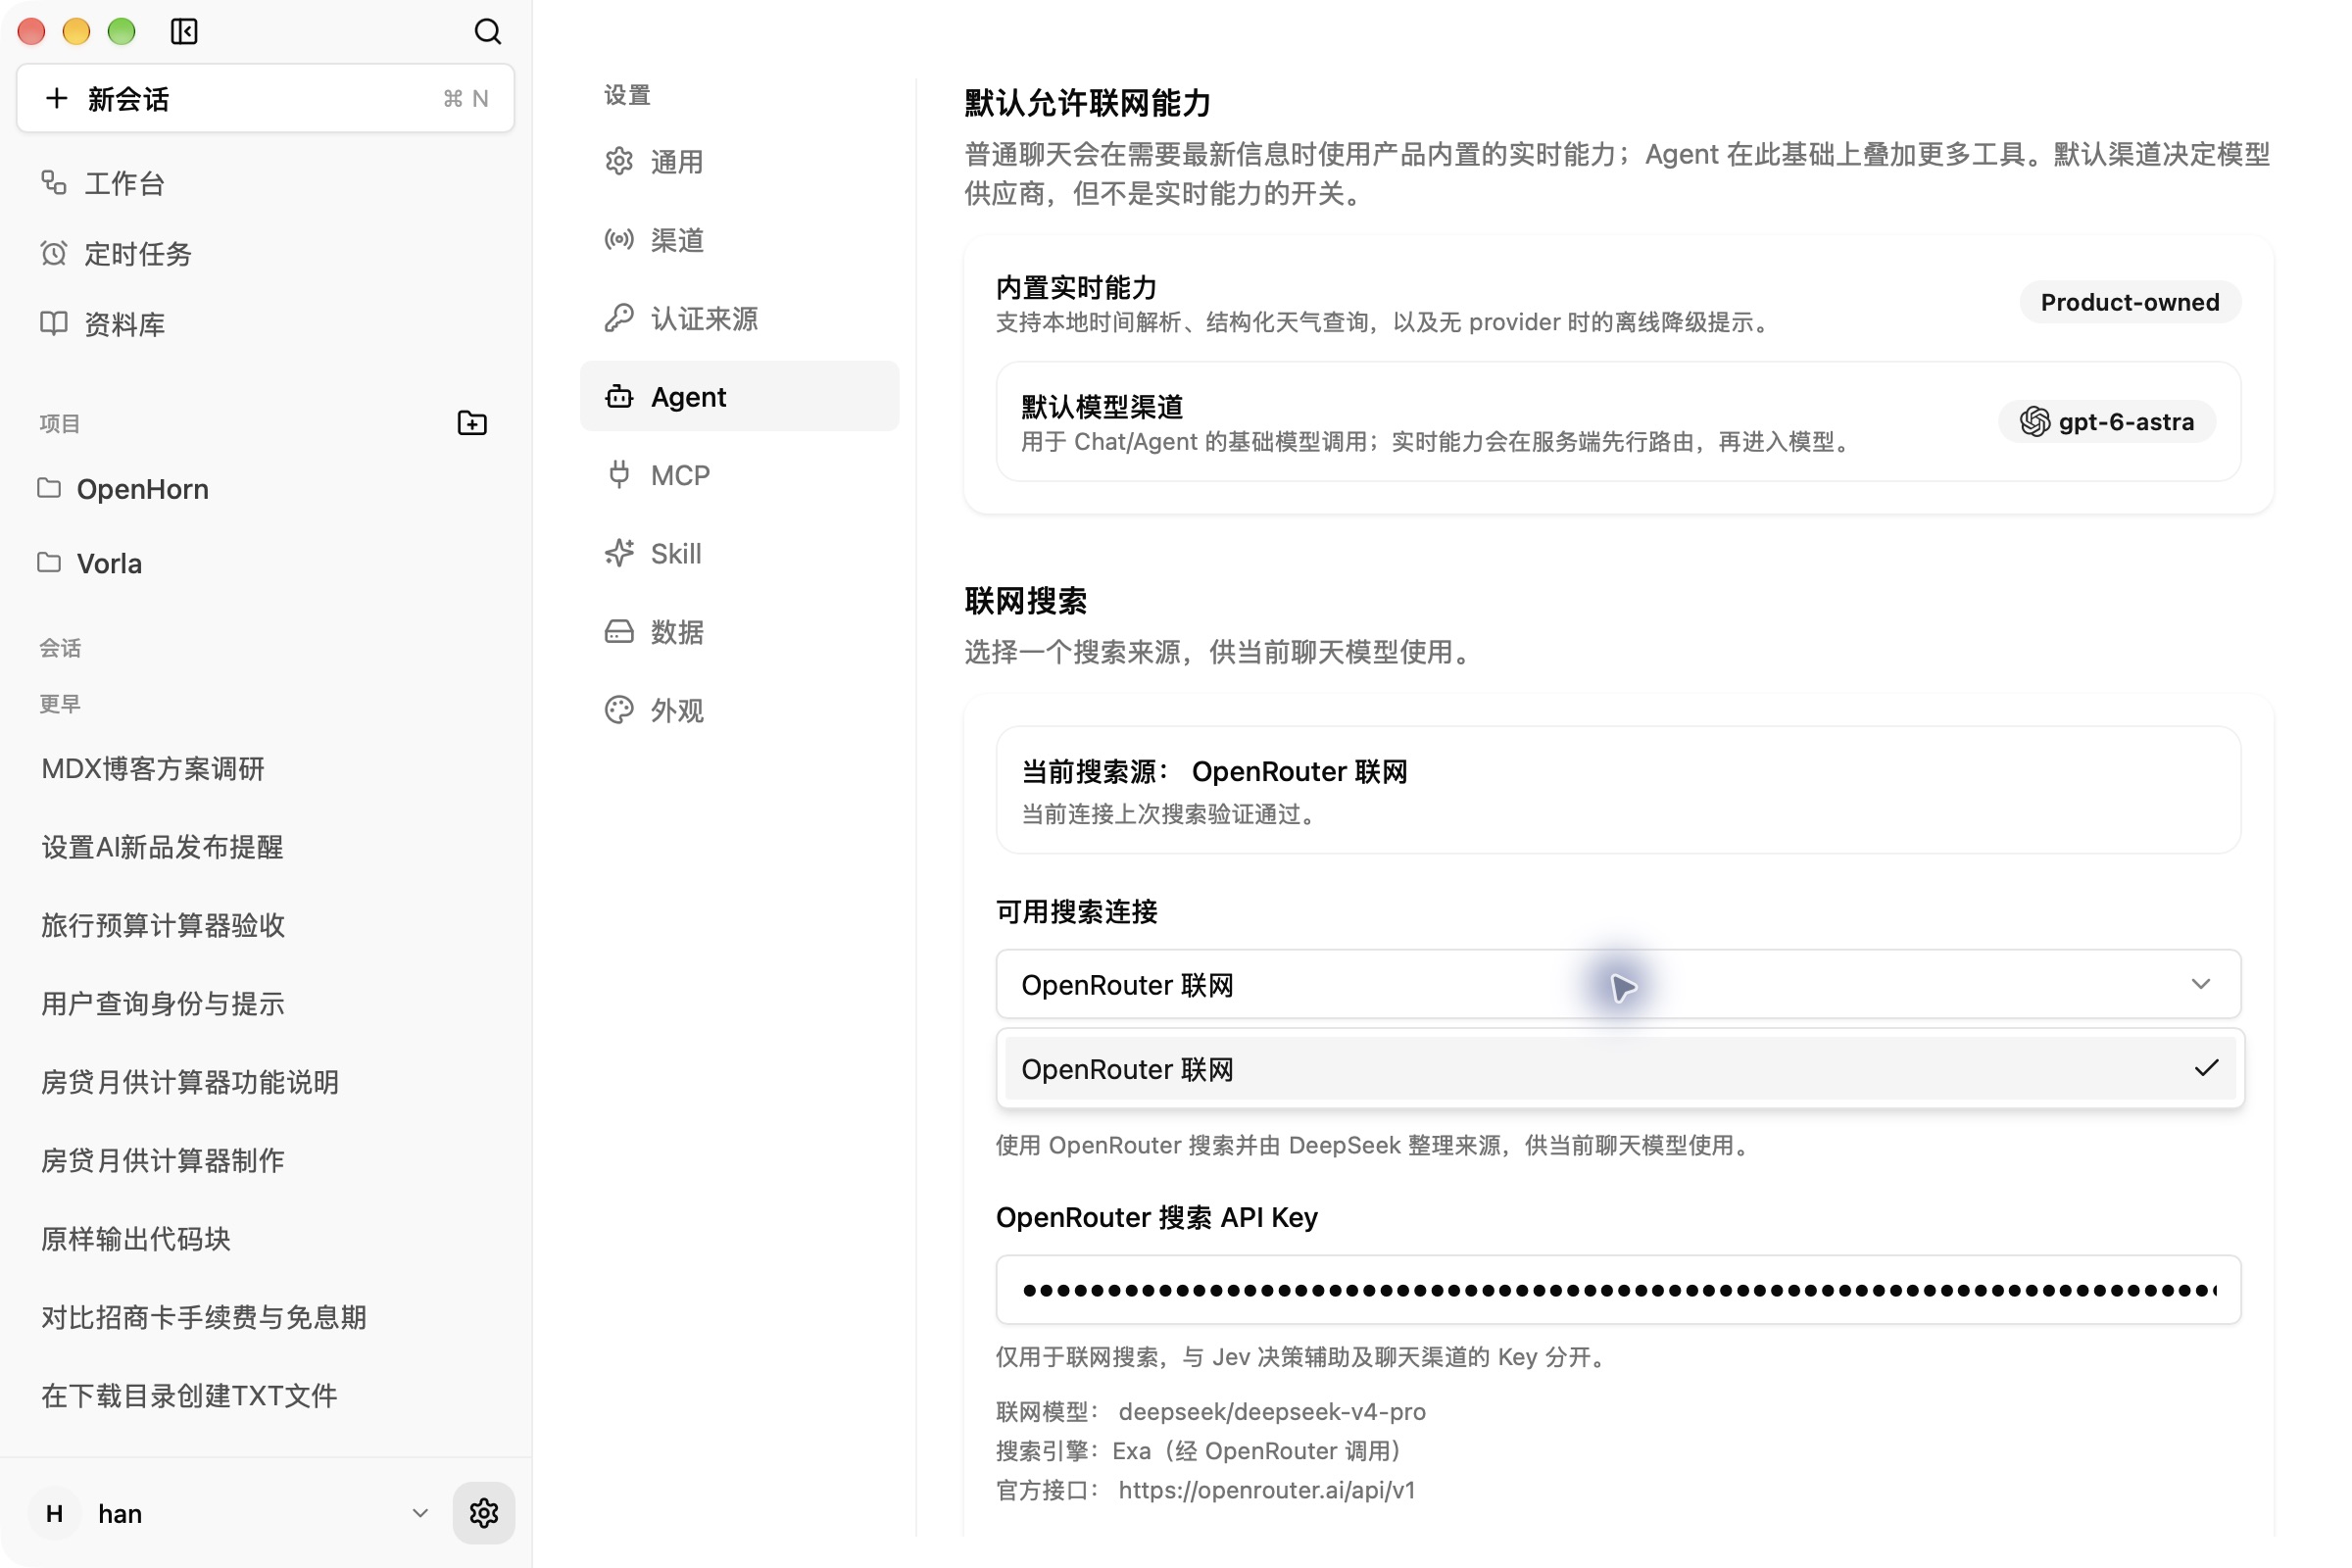 新会话
⌘ N
工作台
定时任务
资料库
项目
OpenHorn
Vorla
会话
更早
MDX博客方案调研
设置AI新品发布提醒
旅行预算计算器验收
用户查询身份与提示
房贷月供计算器功能说明
房贷月供计算器制作
原样输出代码块
对比招商卡手续费与免息期
在下载目录创建TXT文件
H
han
设置
通用
渠道
认证来源
Agent
MCP
Skill
数据
外观
默认允许联网能力
普通聊天会在需要最新信息时使用产品内置的实时能力；Agent 在此基础上叠加更多工具。默认渠道决定模型
供应商，但不是实时能力的开关。
内置实时能力
支持本地时间解析、结构化天气查询，以及无 provider 时的离线降级提示。
Product-owned
默认模型渠道
用于 Chat/Agent 的基础模型调用；实时能力会在服务端先行路由，再进入模型。
gpt-6-astra
联网搜索
选择一个搜索来源，供当前聊天模型使用。
当前搜索源： OpenRouter 联网
当前连接上次搜索验证通过。
可用搜索连接
OpenRouter 联网
OpenRouter 联网
使用 OpenRouter 搜索并由 DeepSeek 整理来源，供当前聊天模型使用。
OpenRouter 搜索 API Key
仅用于联网搜索，与 Jev 决策辅助及聊天渠道的 Key 分开。
联网模型： deepseek/deepseek-v4-pro
搜索引擎：Exa（经 OpenRouter 调用）
官方接口： https://openrouter.ai/api/v1